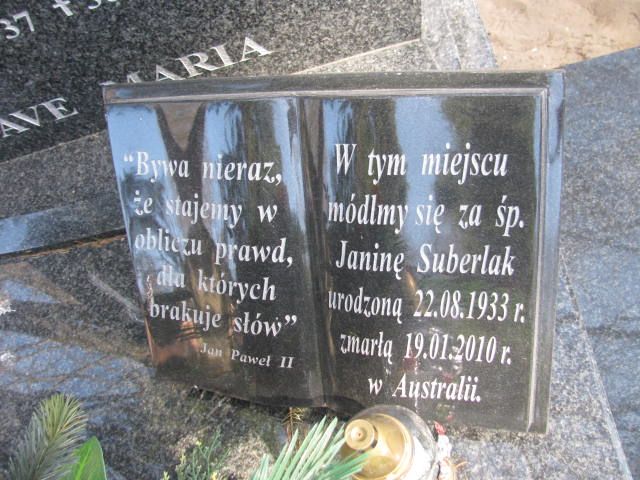 37
AVE MARIA
“Bywa nieraz,
że stajemy w
obliczu prawd,
dla których
brakuje słów”
Jan Paweł II
W tym miejscu
módlmy się za śp.
Janinę Suberlak
urodzoną 22.08.1933 r.
zmarłą 19.01.2010 r.
w Australii.